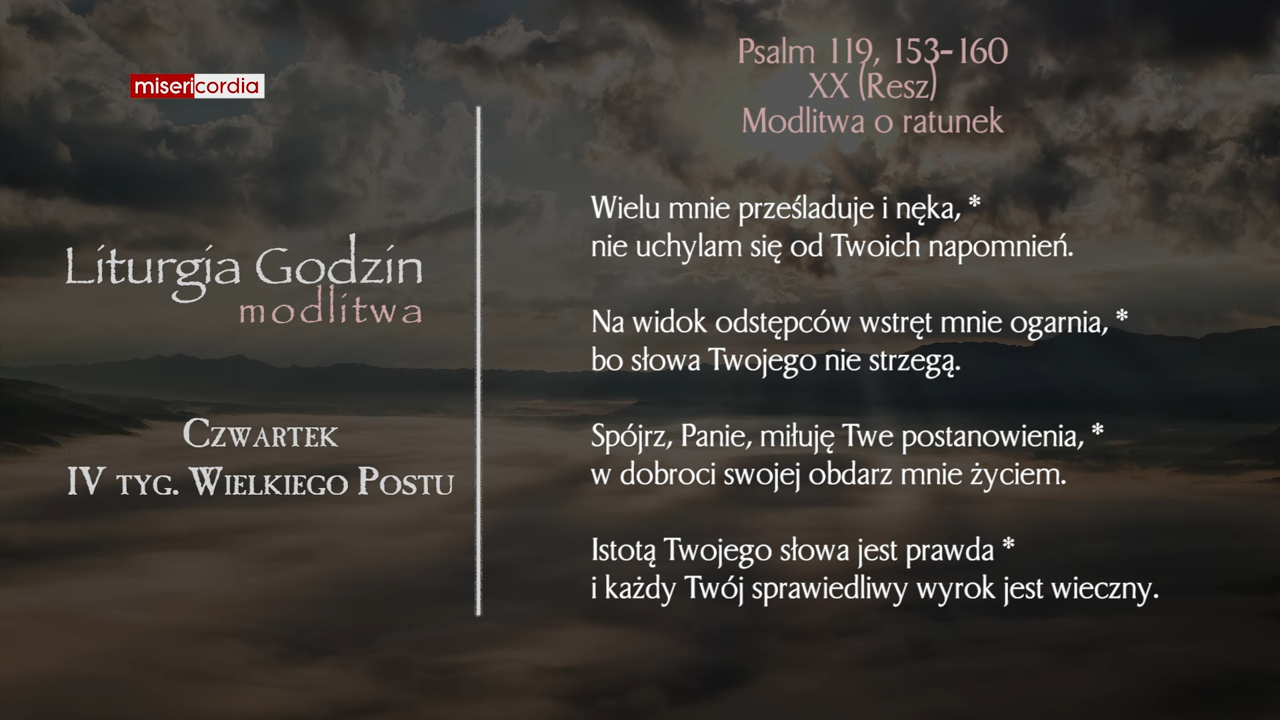 misericordia
Liturgia Godzin
modlitwa
Czwartek
IV tyg. Wielkiego Postu
Psalm 119, 153-160
XX (Resz)
Modlitwa o ratunek
Wielu mnie prześladuje i nęka, *
nie uchylam się od Twoich napomnień.
Na widok odstępców wstręt mnie ogarnia, *
bo słowa Twojego nie strzegą.
Spójrz, Panie, miłuję Twe postanowienia, *
w dobroci swojej obdarz mnie życiem.
Istotą Twojego słowa jest prawda *
i każdy Twój sprawiedliwy wyrok jest wieczny.